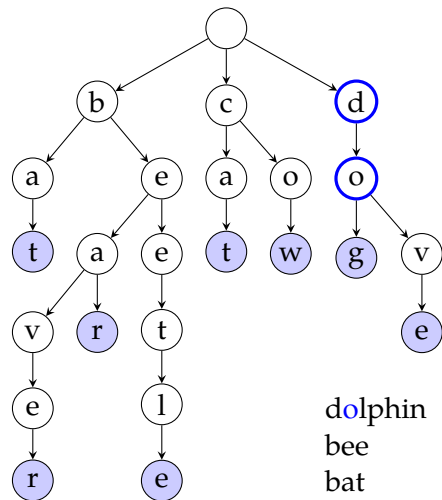 b c d
a e a o o
t a e t w g v
v r t e
e l
r e
dolphin
bee
bat